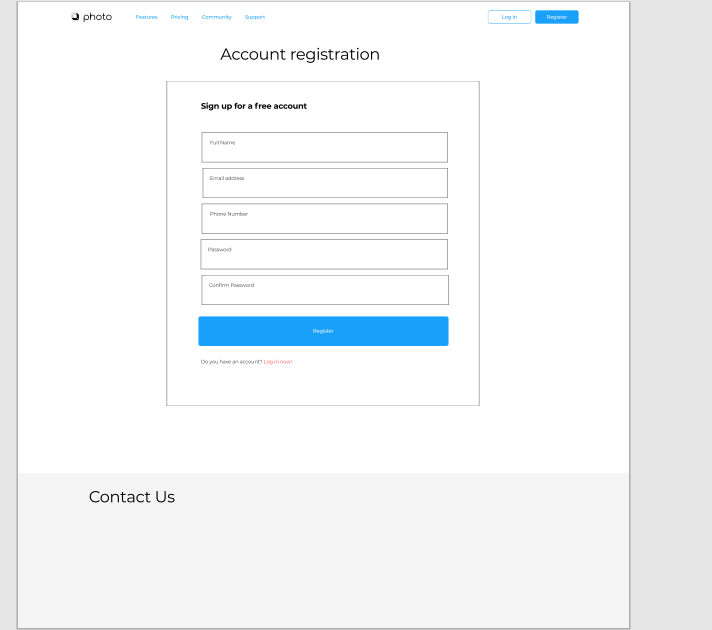 photo Features Pricing Community Support Log in Register
Account registration
Sign up for a free account
Full Name
Email address
Phone Number
Password
Confirm Password
Register
Do you have an account? Log in now!
Contact Us